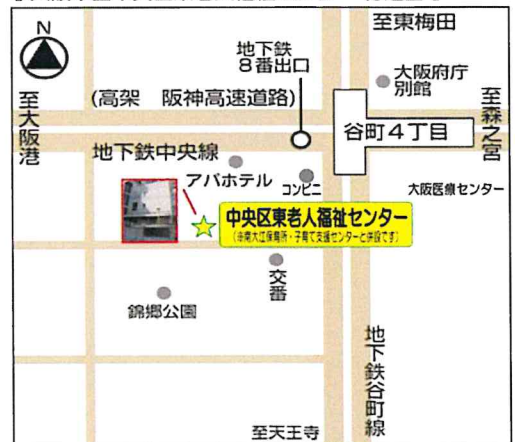 N
至東梅田
地下鉄
8番出口
大阪府庁
別館
至大阪港
(高架 阪神高速道路)
谷町4丁目
至森之宮
地下鉄中央線
アパホテル
コンビニ
大阪医療センター
中央区東老人福祉センター
(南大江保育所・子育て支援センターと併設です)
交番
錦郷公園
地下鉄谷町線
至天王寺